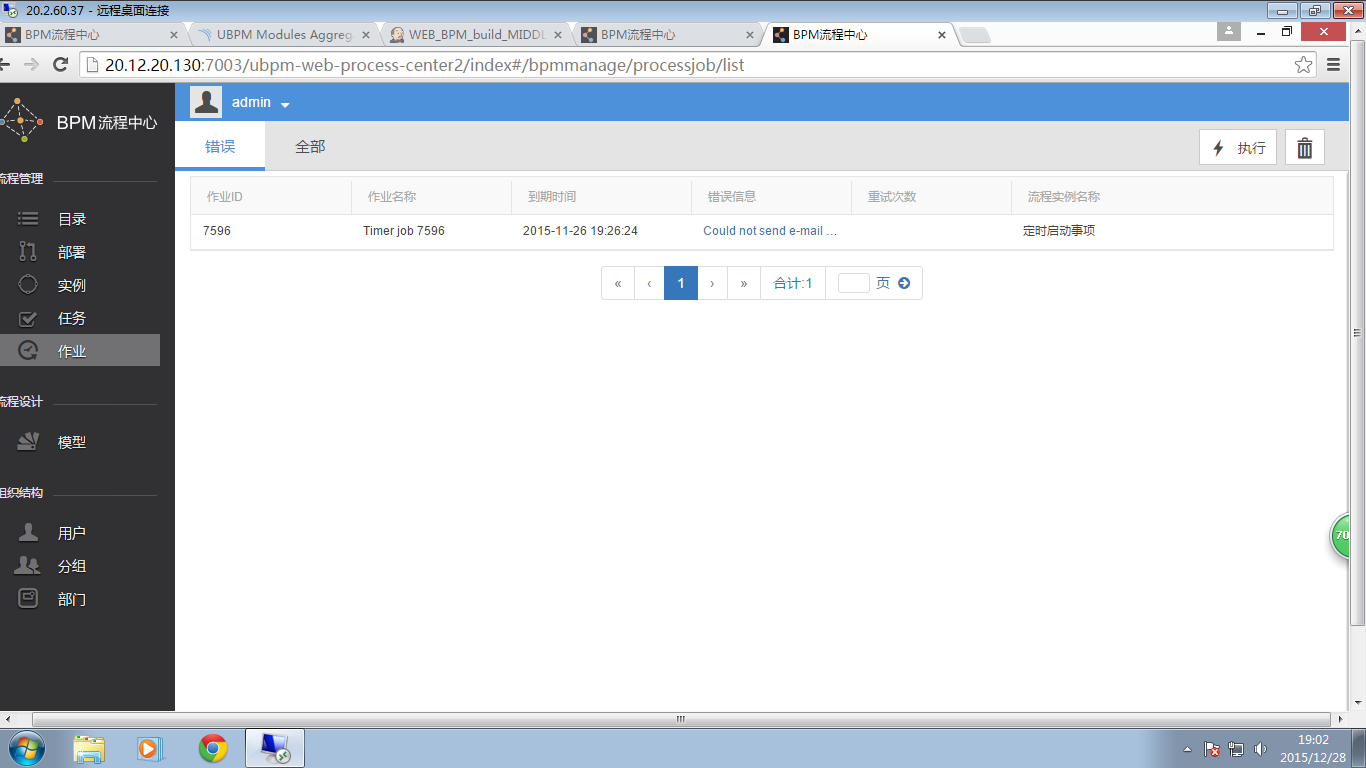 20.2.60.37 - 远程桌面连接
BPM流程中心
UBPM Modules Aggreg
WEB_BPM_build_MIDDL
BPM流程中心
BPM流程中心
20.12.20.130:7003/ubpm-web-process-center2/index#/bpmmanage/processjob/list
BPM流程中心
admin
错误
全部
执行
流程管理
目录
部署
实例
任务
作业
流程设计
模型
组织结构
用户
分组
部门
作业ID 作业名称 到期时间 错误信息 重试次数 流程实例名称
7596 Timer job 7596 2015-11-26 19:26:24 Could not send e-mail ... 定时启动事项
« ‹ 1 › » 合计:1 页
70
19:02
2015/12/28